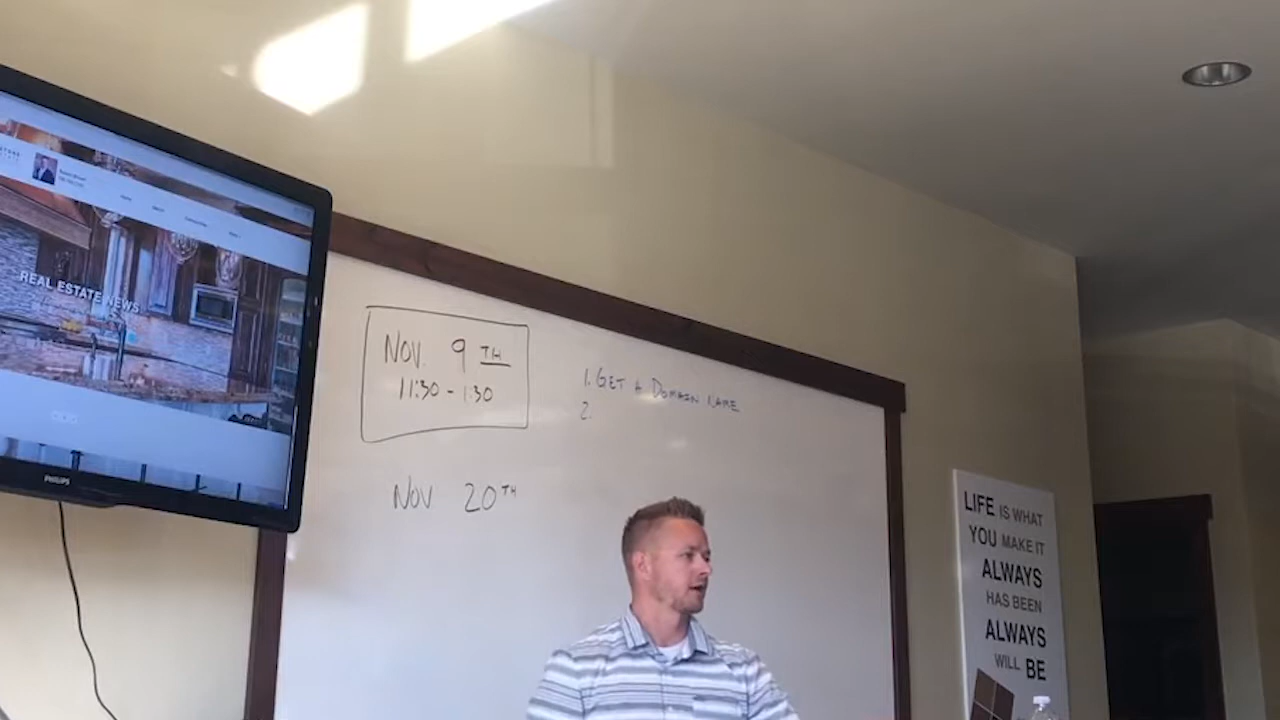 REAL ESTATE NEWS
PHILIPS
NOV. 9 TH
11:30 - 1:30
NOV 20TH
1. GET A DOMAIN NAME
2.
LIFE IS WHAT
YOU MAKE IT
ALWAYS
HAS BEEN
ALWAYS
WILL BE